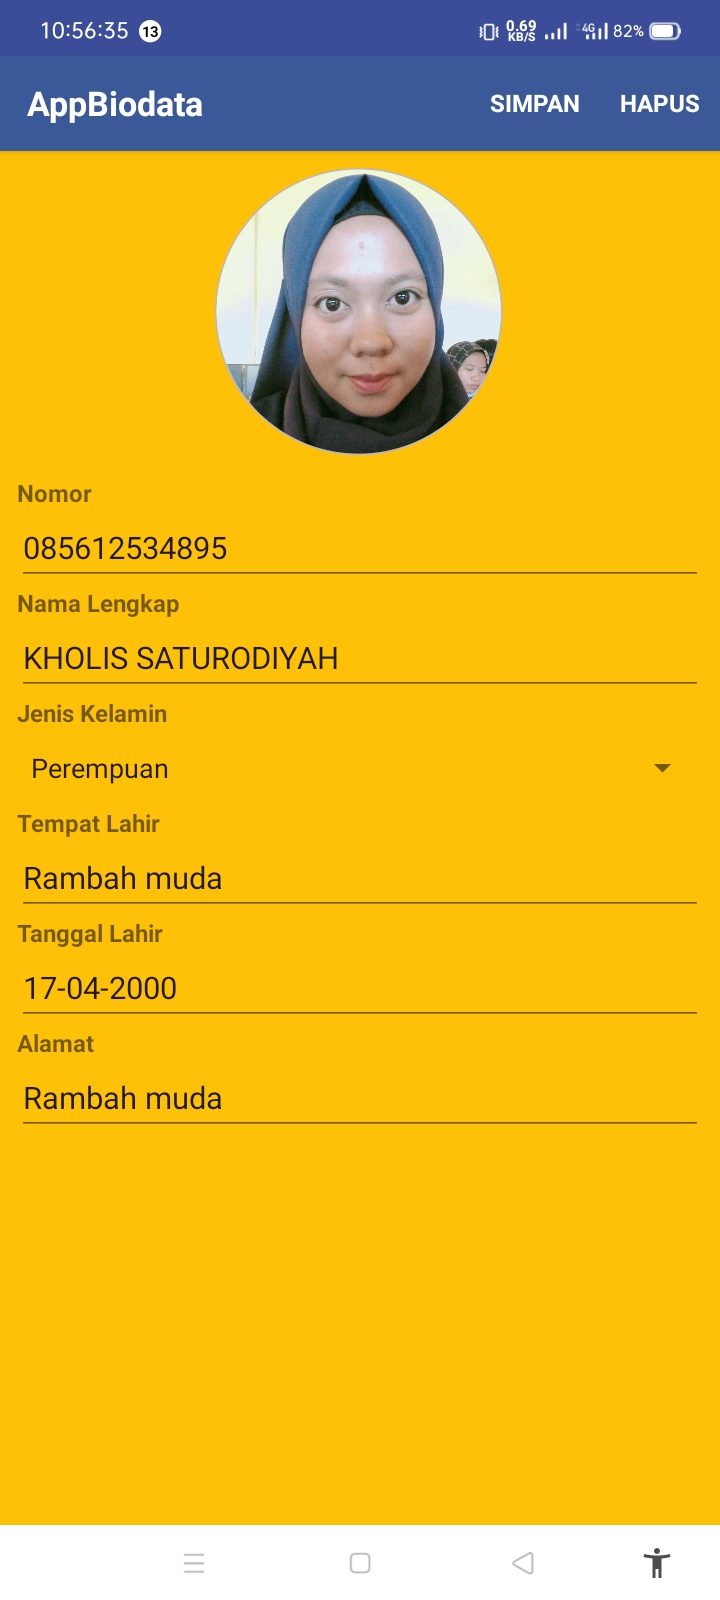 10:56:35 13 0.69 KB/S 4G 82%
AppBiodata SIMPAN HAPUS
Nomor
085612534895
Nama Lengkap
KHOLIS SATURODIYAH
Jenis Kelamin
Perempuan
Tempat Lahir
Rambah muda
Tanggal Lahir
17-04-2000
Alamat
Rambah muda